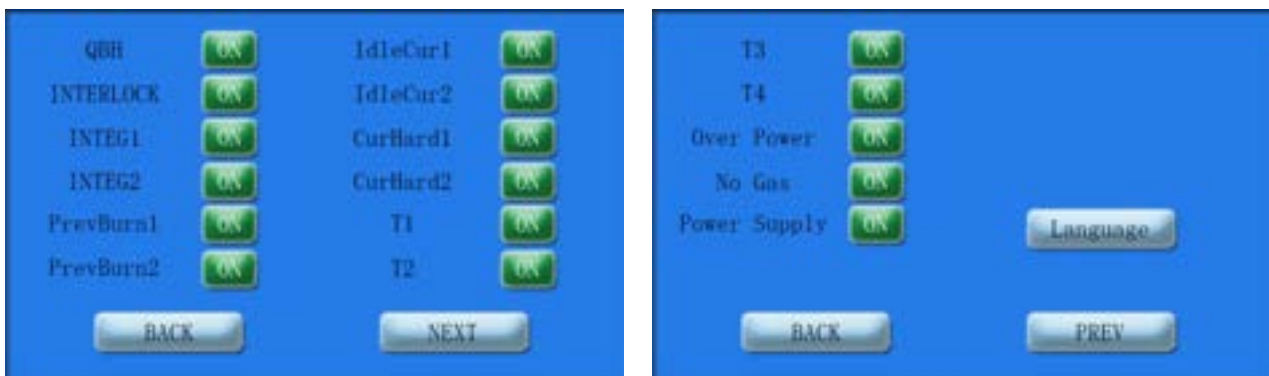 QBH ON IdleCur1 ON
INTERLOCK ON IdleCur2 ON
INTEG1 ON CurHard1 ON
INTEG2 ON CurHard2 ON
PrevBurn1 ON T1 ON
PrevBurn2 ON T2 ON
BACK NEXT
T3 ON
T4 ON
Over Power ON
No Gas ON
Power Supply ON Language
BACK PREV